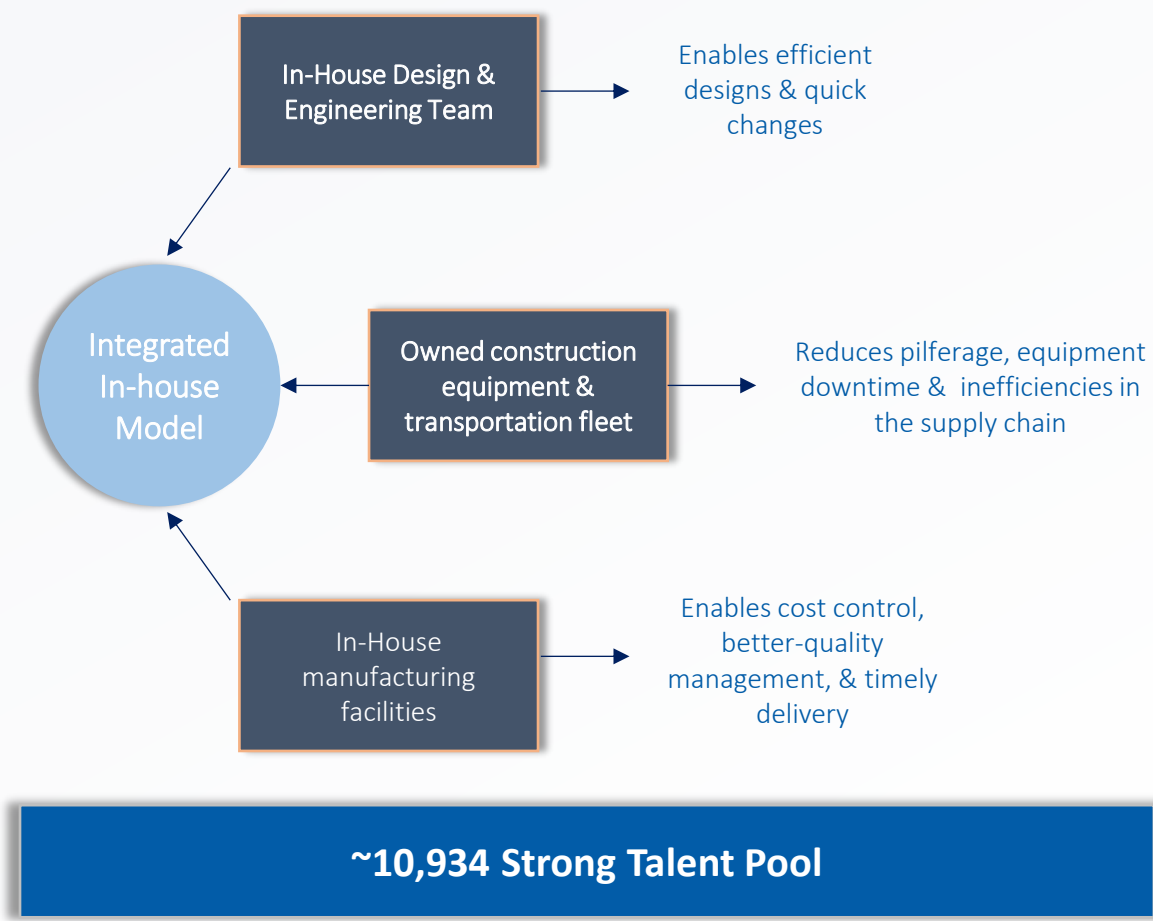 In-House Design &
Engineering Team
Enables efficient
designs & quick
changes
Integrated
In-house
Model
Owned construction
equipment &
transportation fleet
Reduces pilferage, equipment
downtime & inefficiencies in
the supply chain
In-House
manufacturing
facilities
Enables cost control,
better-quality
management, & timely
delivery
~10,934 Strong Talent Pool